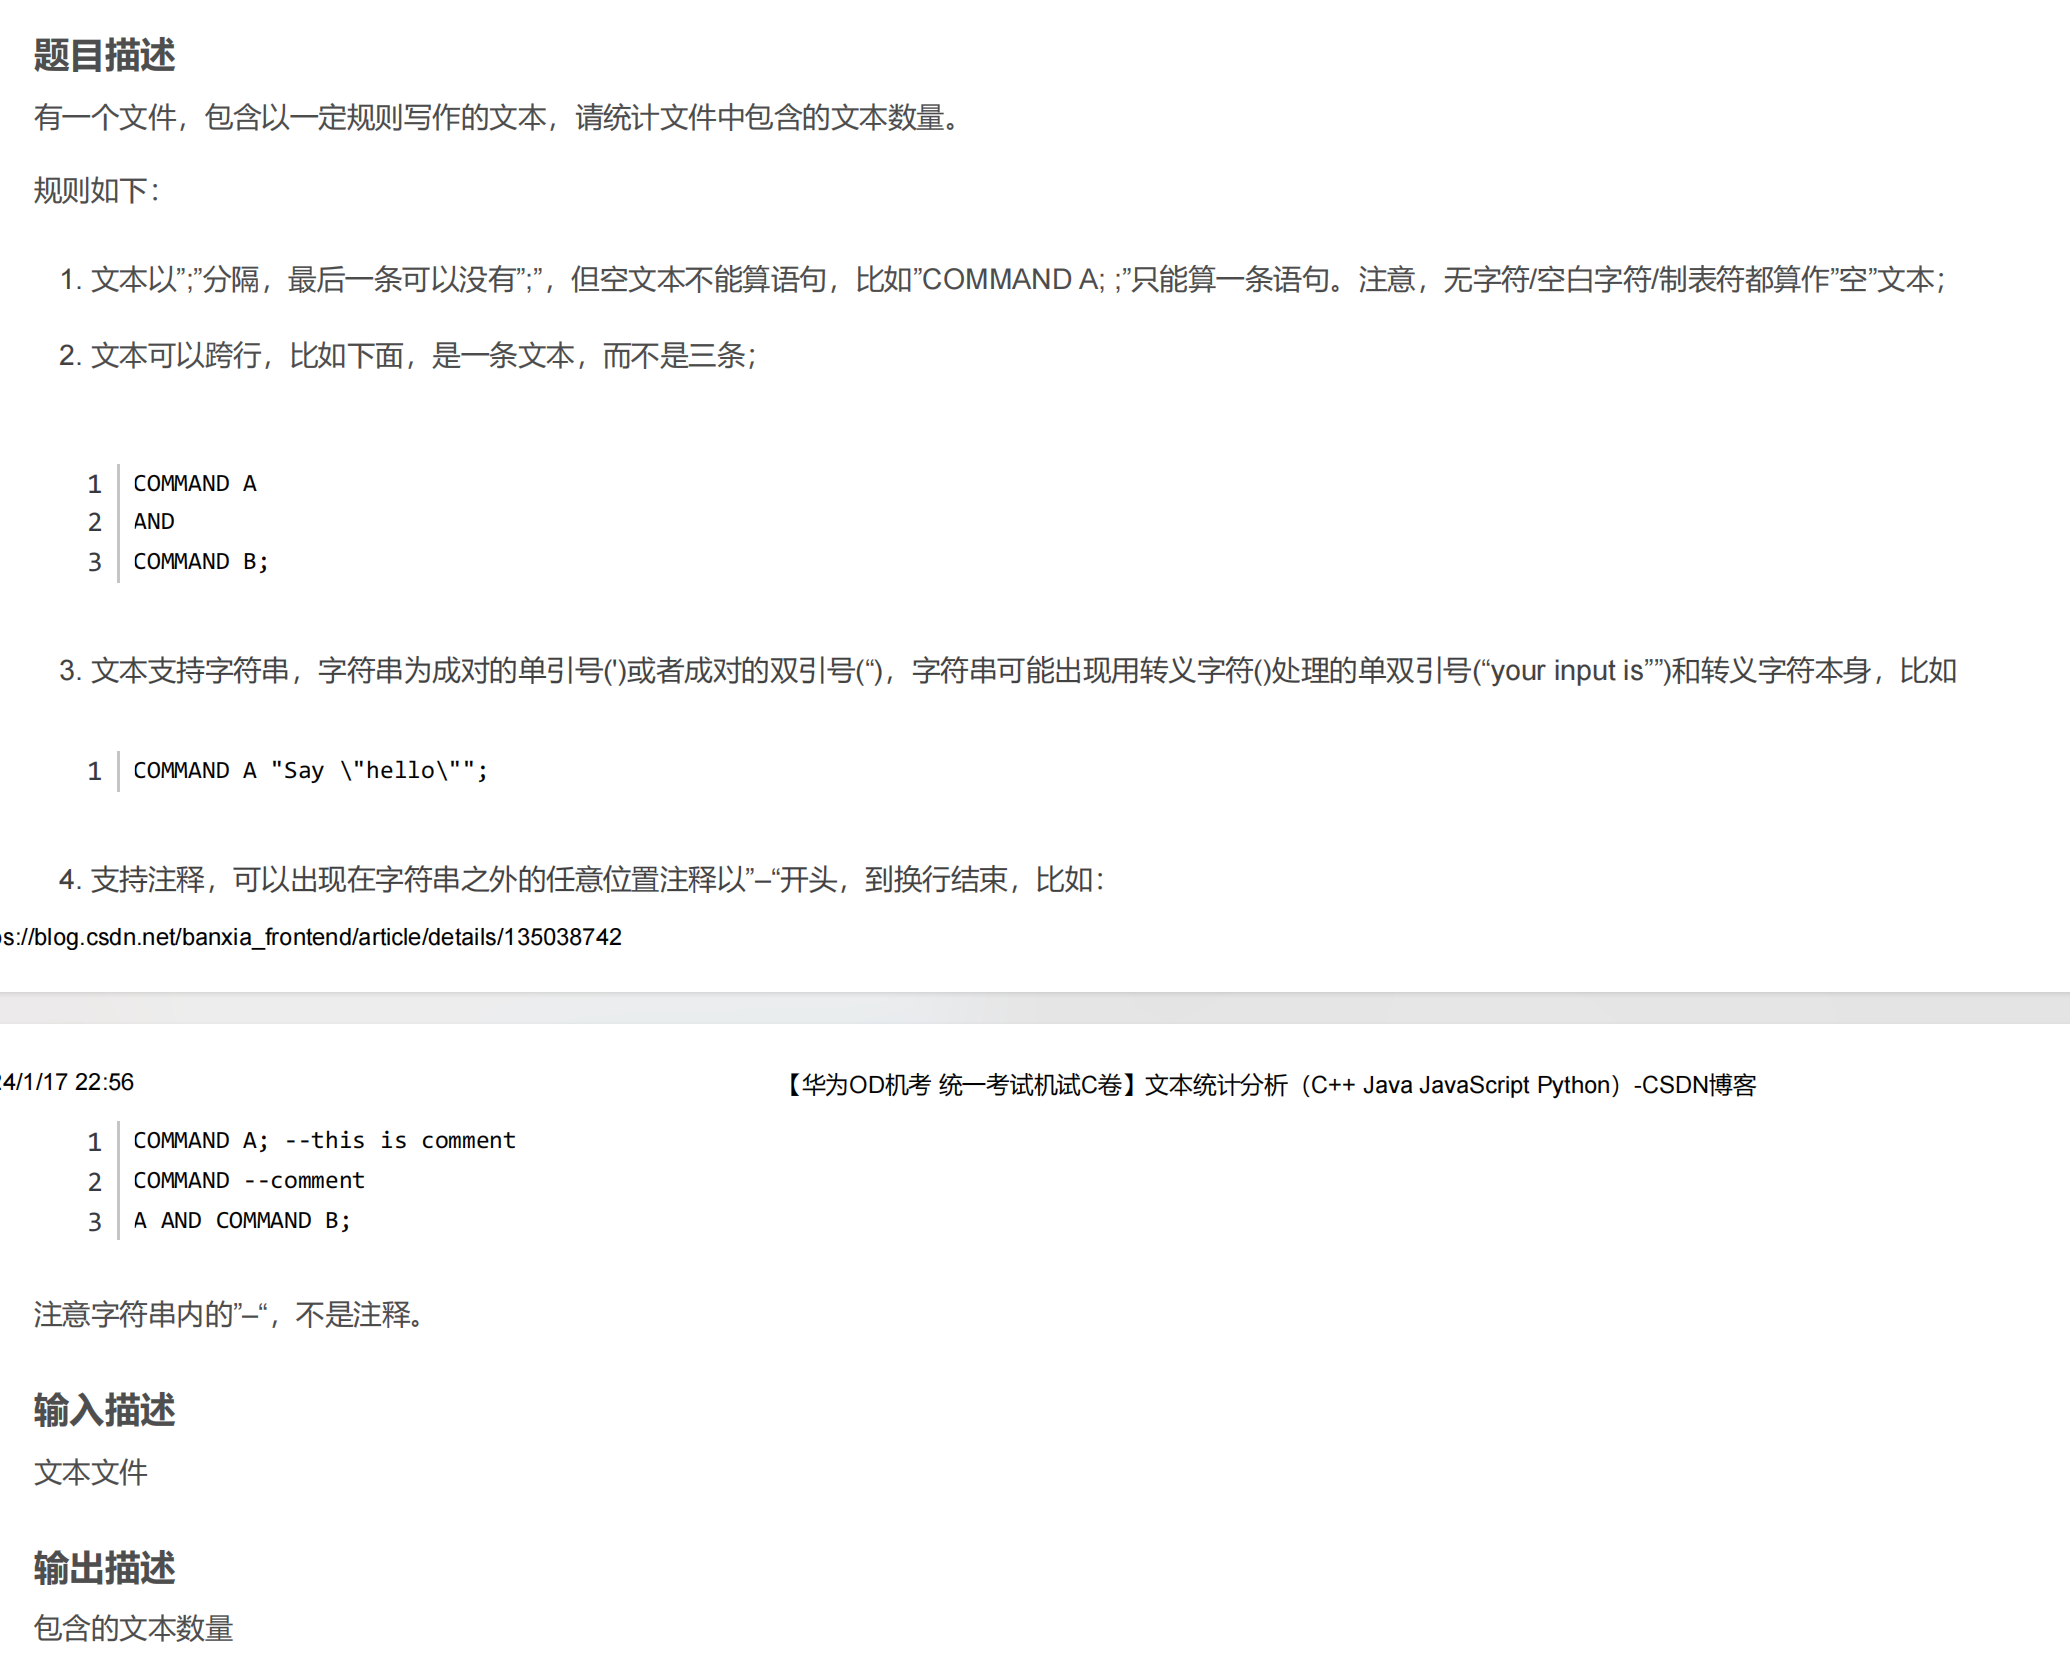 题目描述
有一个文件，包含以一定规则写作的文本，请统计文件中包含的文本数量。
规则如下：
1. 文本以”;”分隔，最后一条可以没有”;”，但空文本不能算语句，比如”COMMAND A; ;”只能算一条语句。注意，无字符/空白字符/制表符都算作”空”文本；
2. 文本可以跨行，比如下面，是一条文本，而不是三条；
1 COMMAND A
2 AND
3 COMMAND B;
3. 文本支持字符串，字符串为成对的单引号(')或者成对的双引号(“)，字符串可能出现用转义字符()处理的单双引号(“your input is””)和转义字符本身，比如
1 COMMAND A "Say \"hello\"";
4. 支持注释，可以出现在字符串之外的任意位置注释以”–“开头，到换行结束，比如：
s://blog.csdn.net/banxia_frontend/article/details/135038742
4/1/17 22:56
【华为OD机考 统一考试机试C卷】文本统计分析（C++ Java JavaScript Python）-CSDN博客
1 COMMAND A; --this is comment
2 COMMAND --comment
3 A AND COMMAND B;
注意字符串内的”–“，不是注释。
输入描述
文本文件
输出描述
包含的文本数量